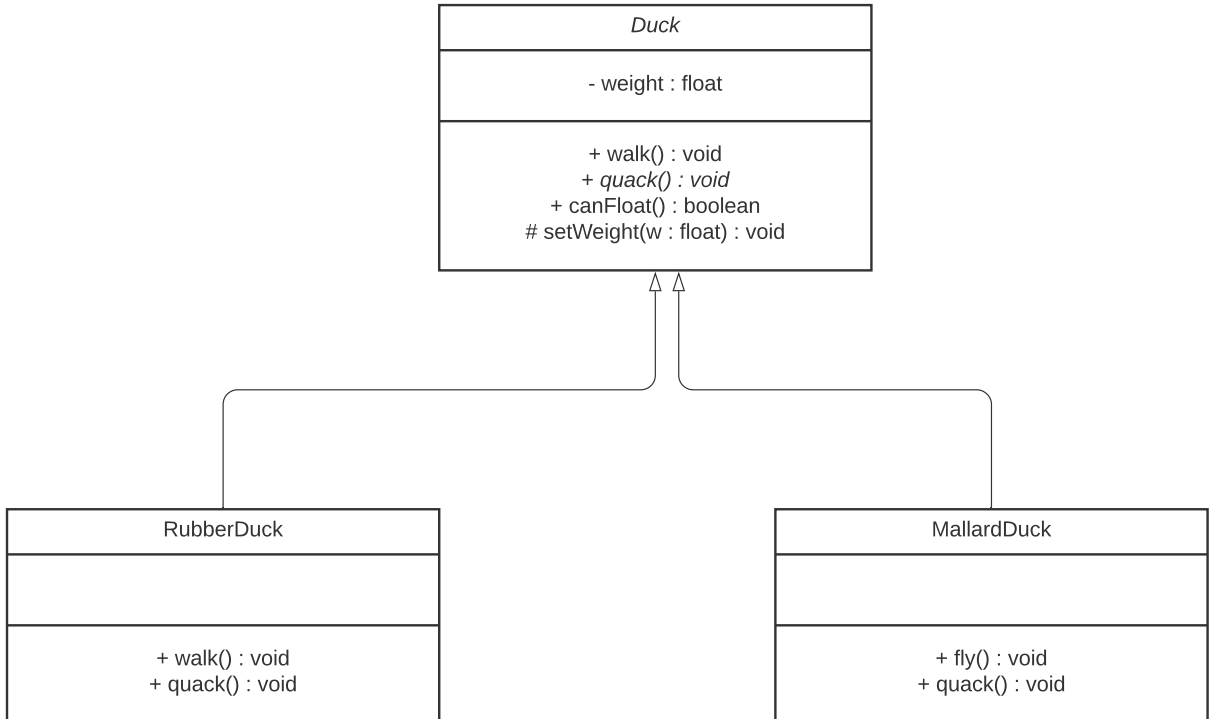 Duck
- weight : float
+ walk() : void
+ quack() : void
+ canFloat() : boolean
# setWeight(w : float) : void
RubberDuck
+ walk() : void
+ quack() : void
MallardDuck
+ fly() : void
+ quack() : void